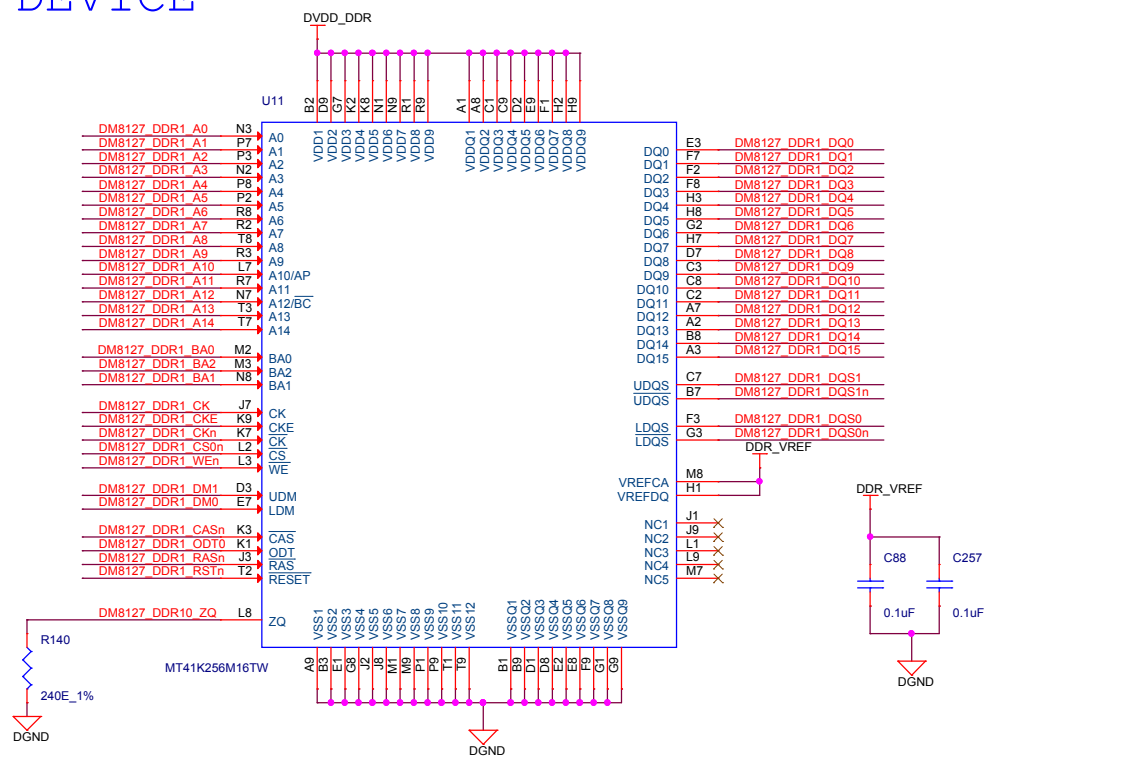 DEVICE
DVDD_DDR
U11
B2 D9 G7 K2 K8 N1 N9 R1 R9 A1 A8 C1 C9 D2 E9 F1 H2 H9
VDD1 VDD2 VDD3 VDD4 VDD5 VDD6 VDD7 VDD8 VDD9 VDDQ1 VDDQ2 VDDQ3 VDDQ4 VDDQ5 VDDQ6 VDDQ7 VDDQ8 VDDQ9
DM8127_DDR1_A0 N3 A0
DM8127_DDR1_A1 P7 A1
DM8127_DDR1_A2 P3 A2
DM8127_DDR1_A3 N2 A3
DM8127_DDR1_A4 P8 A4
DM8127_DDR1_A5 P2 A5
DM8127_DDR1_A6 R8 A6
DM8127_DDR1_A7 R2 A7
DM8127_DDR1_A8 T8 A8
DM8127_DDR1_A9 R3 A9
DM8127_DDR1_A10 L7 A10/AP
DM8127_DDR1_A11 R7 A11
DM8127_DDR1_A12 N7 A12/BC
DM8127_DDR1_A13 T3 A13
DM8127_DDR1_A14 T7 A14
DM8127_DDR1_BA0 M2 BA0
DM8127_DDR1_BA2 M3 BA2
DM8127_DDR1_BA1 N8 BA1
DM8127_DDR1_CK J7 CK
DM8127_DDR1_CKE K9 CKE
DM8127_DDR1_CKn K7 CK
DM8127_DDR1_CS0n L2 CS
DM8127_DDR1_WEn L3 WE
DM8127_DDR1_DM1 D3 UDM
DM8127_DDR1_DM0 E7 LDM
DM8127_DDR1_CASn K3 CAS
DM8127_DDR1_ODT0 K1 ODT
DM8127_DDR1_RASn J3 RAS
DM8127_DDR1_RSTn T2 RESET
DM8127_DDR10_ZQ L8 ZQ
DQ0 E3 DM8127_DDR1_DQ0
DQ1 F7 DM8127_DDR1_DQ1
DQ2 F2 DM8127_DDR1_DQ2
DQ3 F8 DM8127_DDR1_DQ3
DQ4 H3 DM8127_DDR1_DQ4
DQ5 H8 DM8127_DDR1_DQ5
DQ6 G2 DM8127_DDR1_DQ6
DQ7 H7 DM8127_DDR1_DQ7
DQ8 D7 DM8127_DDR1_DQ8
DQ9 C3 DM8127_DDR1_DQ9
DQ10 C8 DM8127_DDR1_DQ10
DQ11 C2 DM8127_DDR1_DQ11
DQ12 A7 DM8127_DDR1_DQ12
DQ13 A2 DM8127_DDR1_DQ13
DQ14 B8 DM8127_DDR1_DQ14
DQ15 A3 DM8127_DDR1_DQ15
UDQS C7 DM8127_DDR1_DQS1
UDQS B7 DM8127_DDR1_DQS1n
LDQS F3 DM8127_DDR1_DQS0
LDQS G3 DM8127_DDR1_DQS0n
DDR_VREF
VREFCA M8
VREFDQ H1
NC1 J1
NC2 J9
NC3 L1
NC4 L9
NC5 M7
VSS1 VSS2 VSS3 VSS4 VSS5 VSS6 VSS7 VSS8 VSS9 VSS10 VSS11 VSS12 VSSQ1 VSSQ2 VSSQ3 VSSQ4 VSSQ5 VSSQ6 VSSQ7 VSSQ8 VSSQ9
A9 B3 E1 G8 J2 J8 M1 M9 P1 P9 T1 T9 B1 B9 D1 D8 E2 E8 F9 G1 G9
MT41K256M16TW
R140
240E_1%
DGND
DGND
DDR_VREF
C88 C257
0.1uF 0.1uF
DGND